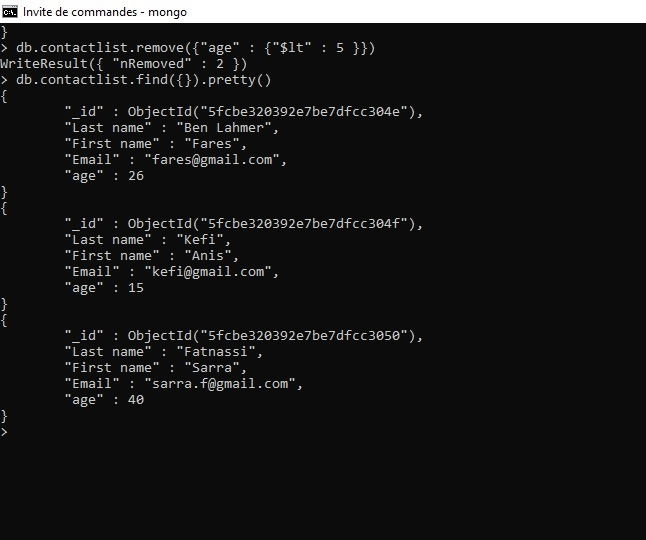 Invite de commandes - mongo
}
> db.contactlist.remove({"age" : {"$lt" : 5 }})
WriteResult({ "nRemoved" : 2 })
> db.contactlist.find({}).pretty()
{
"_id" : ObjectId("5fcbe320392e7be7dfcc304e"),
"Last name" : "Ben Lahmer",
"First name" : "Fares",
"Email" : "fares@gmail.com",
"age" : 26
}
{
"_id" : ObjectId("5fcbe320392e7be7dfcc304f"),
"Last name" : "Kefi",
"First name" : "Anis",
"Email" : "kefi@gmail.com",
"age" : 15
}
{
"_id" : ObjectId("5fcbe320392e7be7dfcc3050"),
"Last name" : "Fatnassi",
"First name" : "Sarra",
"Email" : "sarra.f@gmail.com",
"age" : 40
}
>